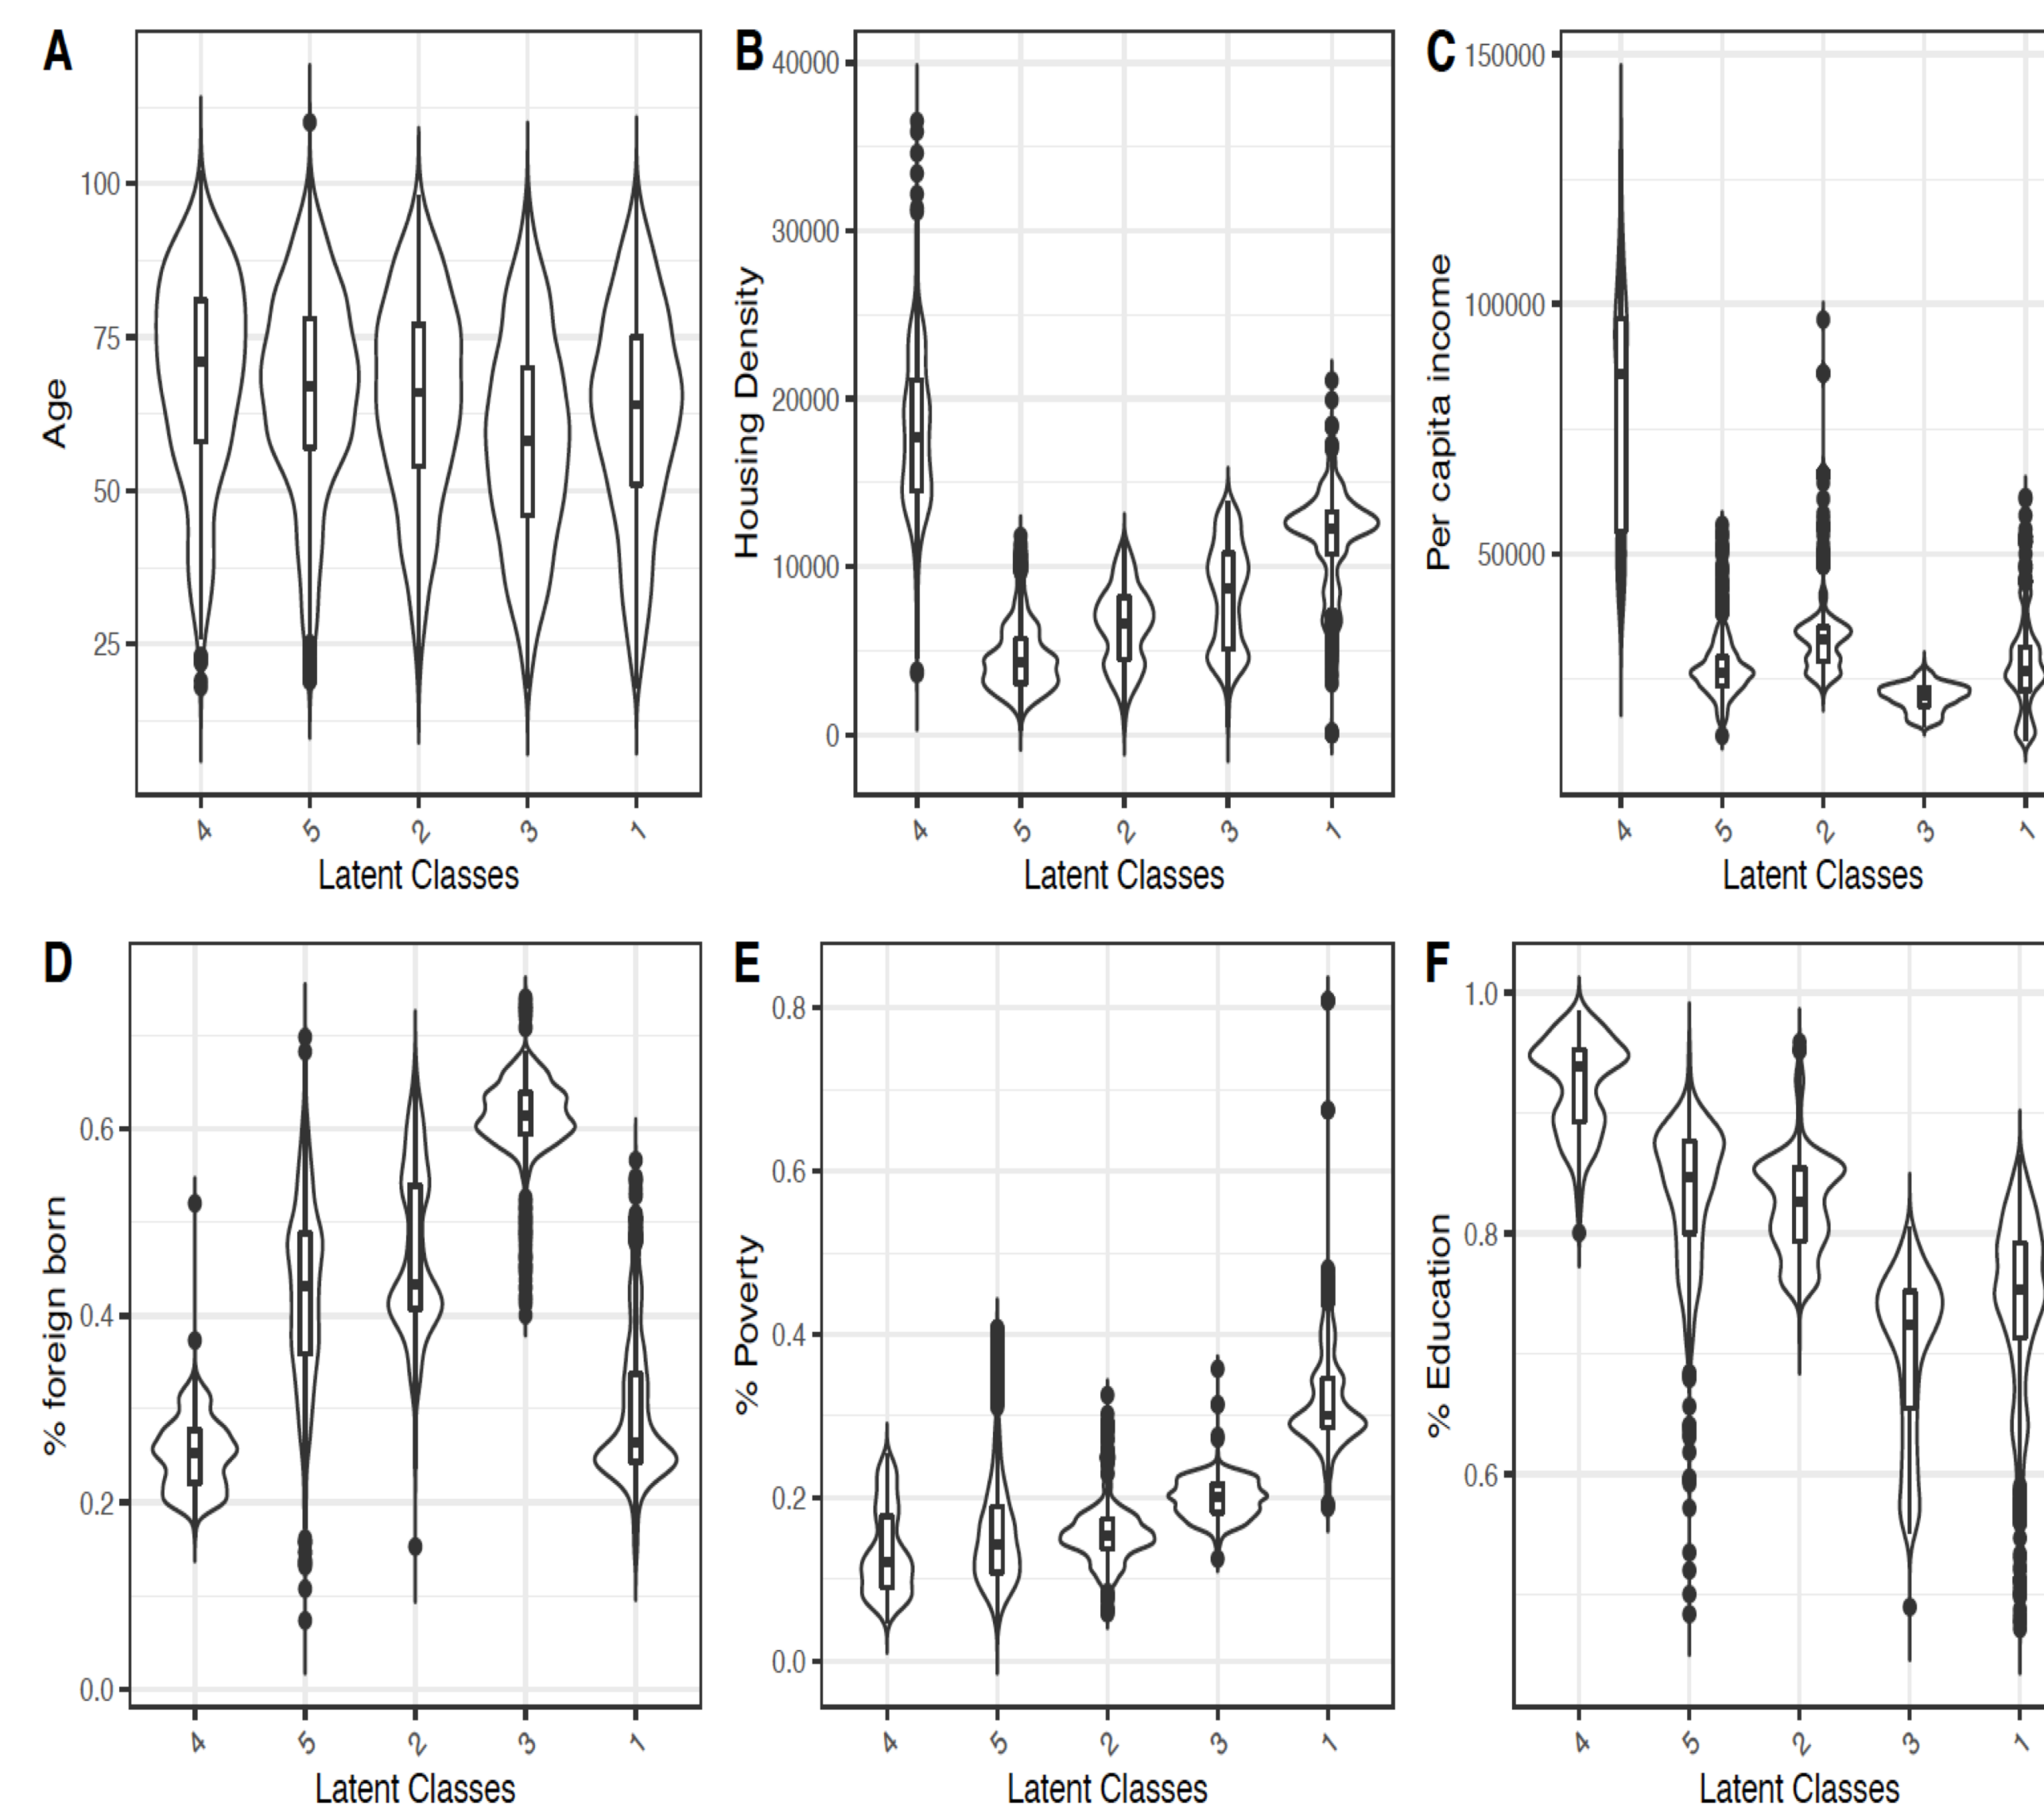 A
Age
100
75
50
25
4 5 2 3 1
Latent Classes
B
Housing Density
40000
30000
20000
10000
0
4 5 2 3 1
Latent Classes
C
Per capita income
150000
100000
50000
4 5 2 3 1
Latent Classes
D
% foreign born
0.6
0.4
0.2
0.0
4 5 2 3 1
Latent Classes
E
% Poverty
0.8
0.6
0.4
0.2
0.0
4 5 2 3 1
Latent Classes
F
% Education
1.0
0.8
0.6
4 5 2 3 1
Latent Classes